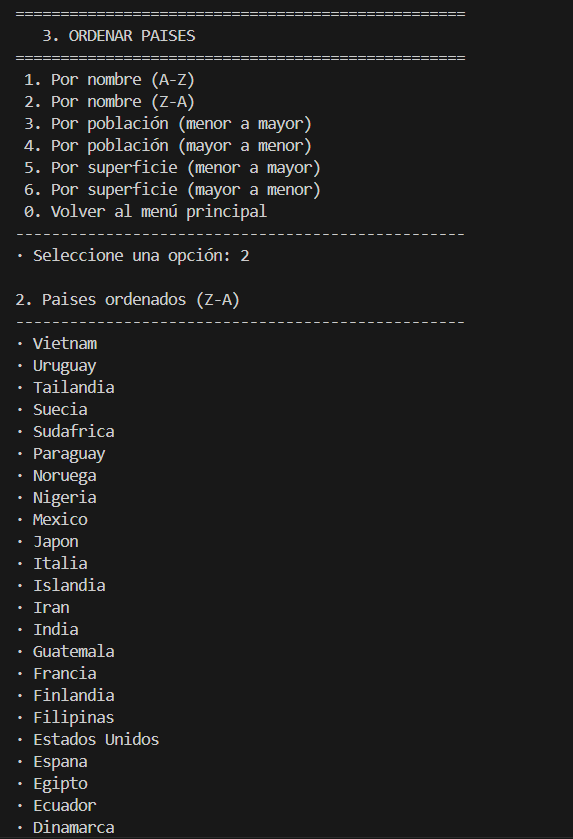 ==================================================
   3. ORDENAR PAISES
==================================================
 1. Por nombre (A-Z)
 2. Por nombre (Z-A)
 3. Por población (menor a mayor)
 4. Por población (mayor a menor)
 5. Por superficie (menor a mayor)
 6. Por superficie (mayor a menor)
 0. Volver al menú principal
--------------------------------------------------
· Seleccione una opción: 2

2. Paises ordenados (Z-A)
--------------------------------------------------
· Vietnam
· Uruguay
· Tailandia
· Suecia
· Sudafrica
· Paraguay
· Noruega
· Nigeria
· Mexico
· Japon
· Italia
· Islandia
· Iran
· India
· Guatemala
· Francia
· Finlandia
· Filipinas
· Estados Unidos
· Espana
· Egipto
· Ecuador
· Dinamarca